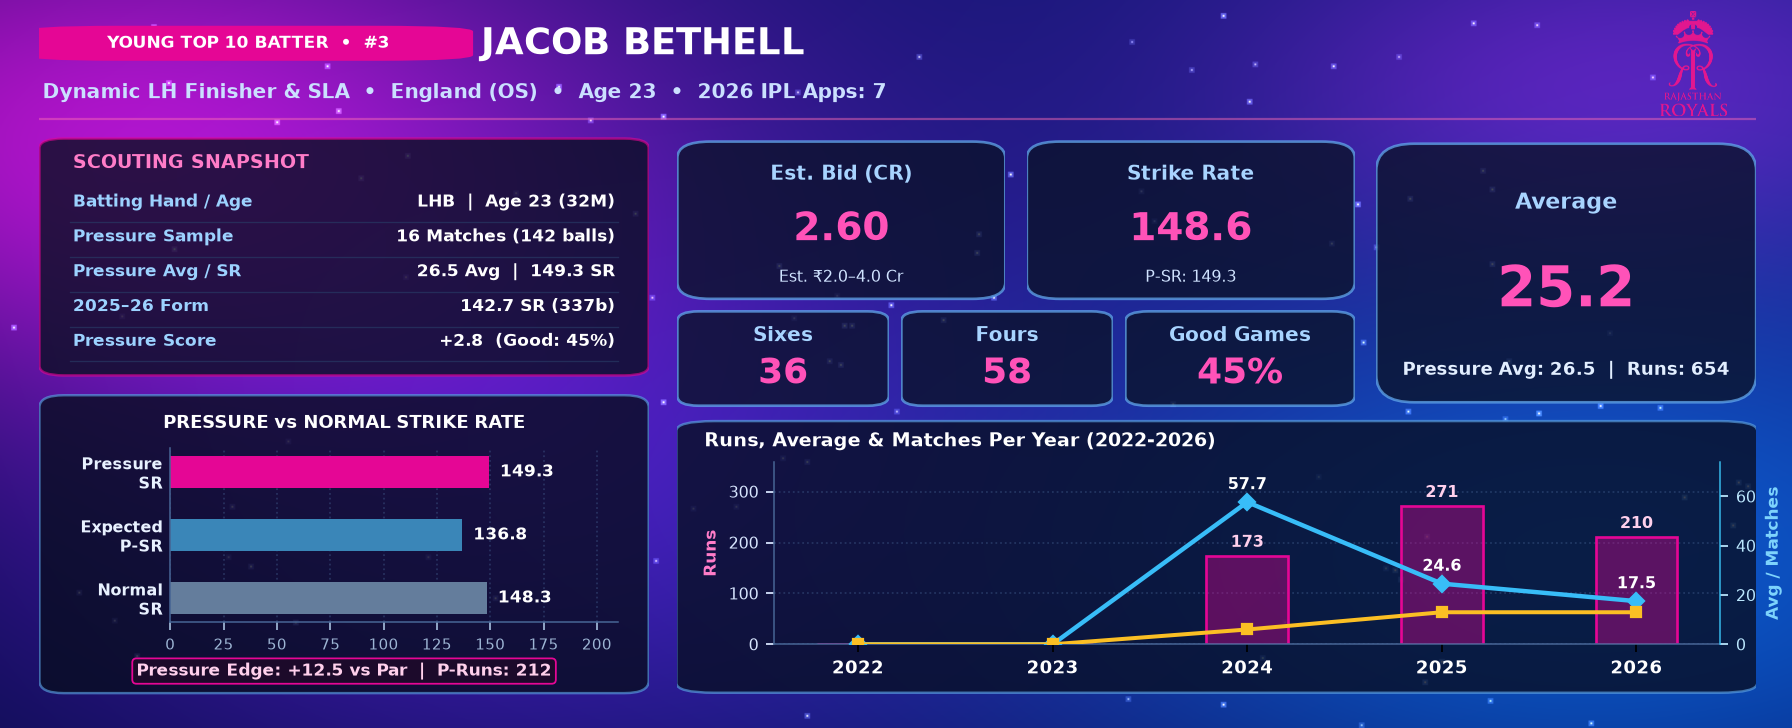 YOUNG TOP 10 BATTER • #3
JACOB BETHELL
Dynamic LH Finisher & SLA • England (OS) • Age 23 • 2026 IPL Apps: 7
RAJASTHAN
ROYALS
SCOUTING SNAPSHOT
Batting Hand / Age LHB | Age 23 (32M)
Pressure Sample 16 Matches (142 balls)
Pressure Avg / SR 26.5 Avg | 149.3 SR
2025–26 Form 142.7 SR (337b)
Pressure Score +2.8 (Good: 45%)
Est. Bid (CR)
2.60
Est. ₹2.0–4.0 Cr
Strike Rate
148.6
P-SR: 149.3
Average
25.2
Pressure Avg: 26.5 | Runs: 654
Sixes
36
Fours
58
Good Games
45%
PRESSURE vs NORMAL STRIKE RATE
Pressure
SR
149.3
Expected
P-SR
136.8
Normal
SR
148.3
0 25 50 75 100 125 150 175 200
Pressure Edge: +12.5 vs Par | P-Runs: 212
Runs, Average & Matches Per Year (2022-2026)
Runs
300
200
100
0
57.7
173
271
24.6
210
17.5
60
40
20
0
Avg / Matches
2022 2023 2024 2025 2026